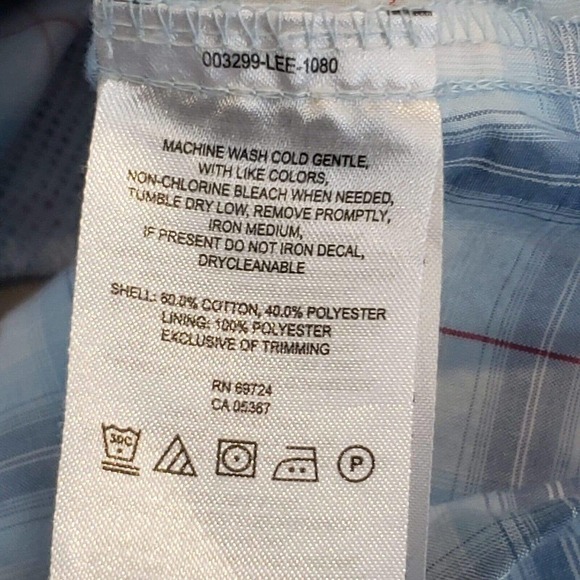 003299-LEE-1080
MACHINE WASH COLD GENTLE,
WITH LIKE COLORS,
NON-CHLORINE BLEACH WHEN NEEDED,
TUMBLE DRY LOW, REMOVE PROMPTLY,
IRON MEDIUM,
IF PRESENT DO NOT IRON DECAL,
DRYCLEANABLE
SHELL: 60.0% COTTON, 40.0% POLYESTER
LINING: 100% POLYESTER
EXCLUSIVE OF TRIMMING
RN 69724
CA 05367
30C P